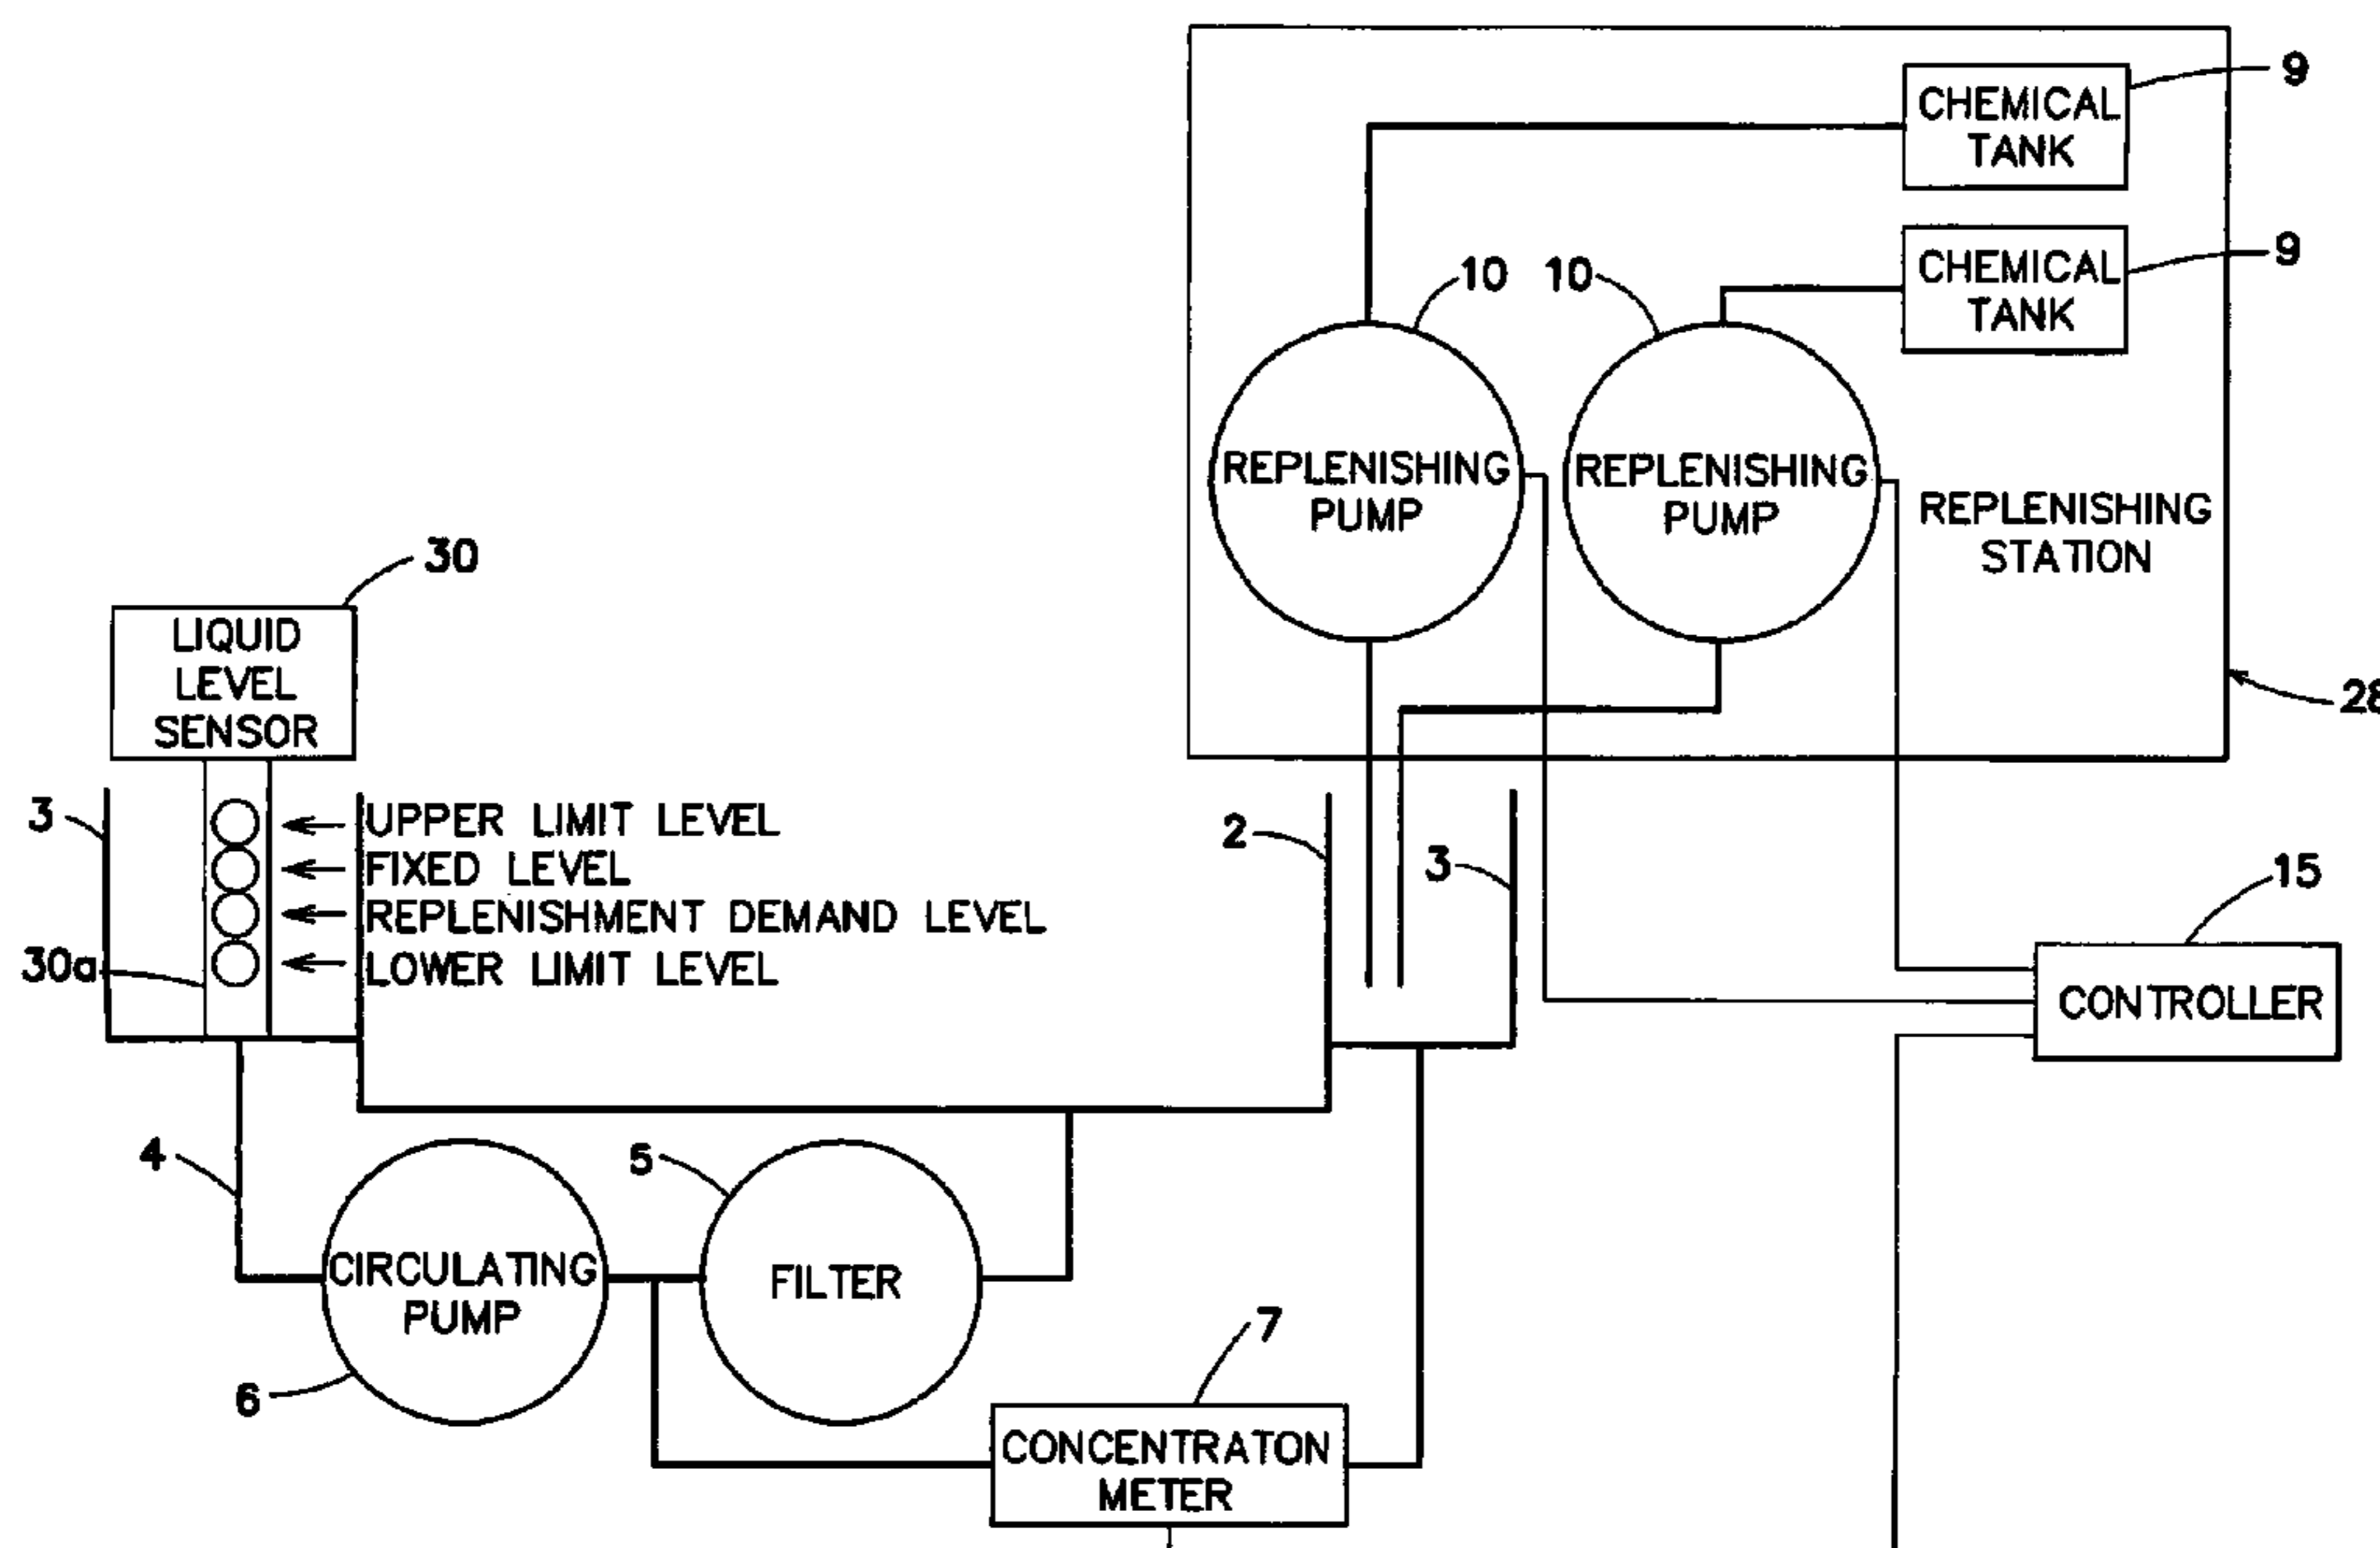 9
CHEMICAL
TANK
9
CHEMICAL
TANK
10
10
REPLENISHING
PUMP
REPLENISHING
PUMP
REPLENISHING
STATION
30
LIQUID
LEVEL
SENSOR
28
3
UPPER LIMIT LEVEL
FIXED LEVEL
REPLENISHMENT DEMAND LEVEL
30a
LOWER LIMIT LEVEL
2
3
15
CONTROLLER
4
5
CIRCULATING
PUMP
FILTER
6
7
CONCENTRATON
METER